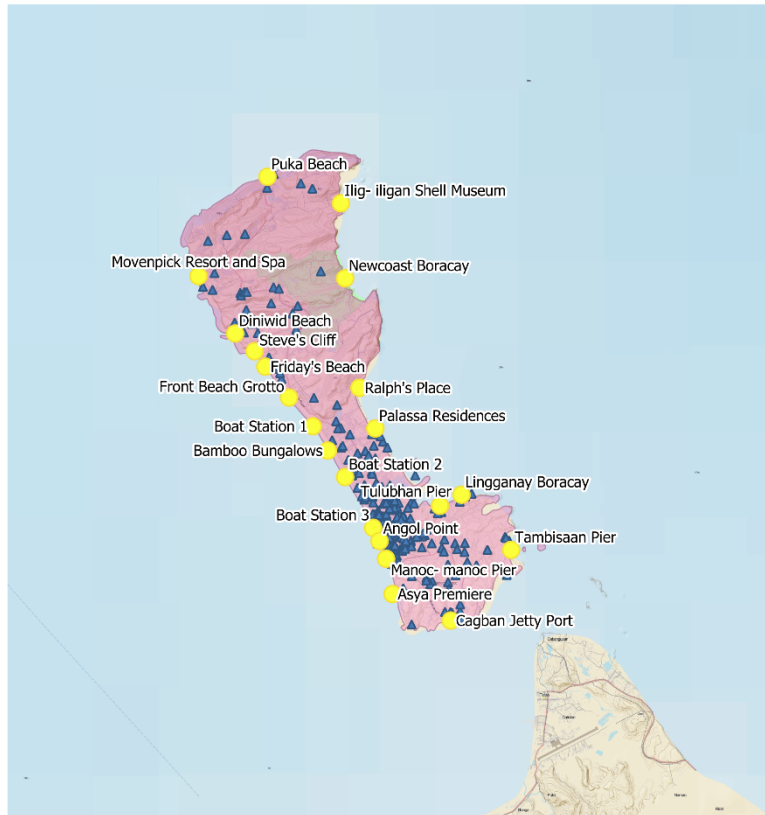 Puka Beach
Ilig- iligan Shell Museum
Movenpick Resort and Spa
Newcoast Boracay
Diniwid Beach
Steve's Cliff
Friday's Beach
Front Beach Grotto
Ralph's Place
Palassa Residences
Boat Station 1
Bamboo Bungalows
Boat Station 2
Lingganay Boracay
Tulubhan Pier
Boat Station 3
Angol Point
Tambisaan Pier
Manoc- manoc Pier
Asya Premiere
Cagban Jetty Port